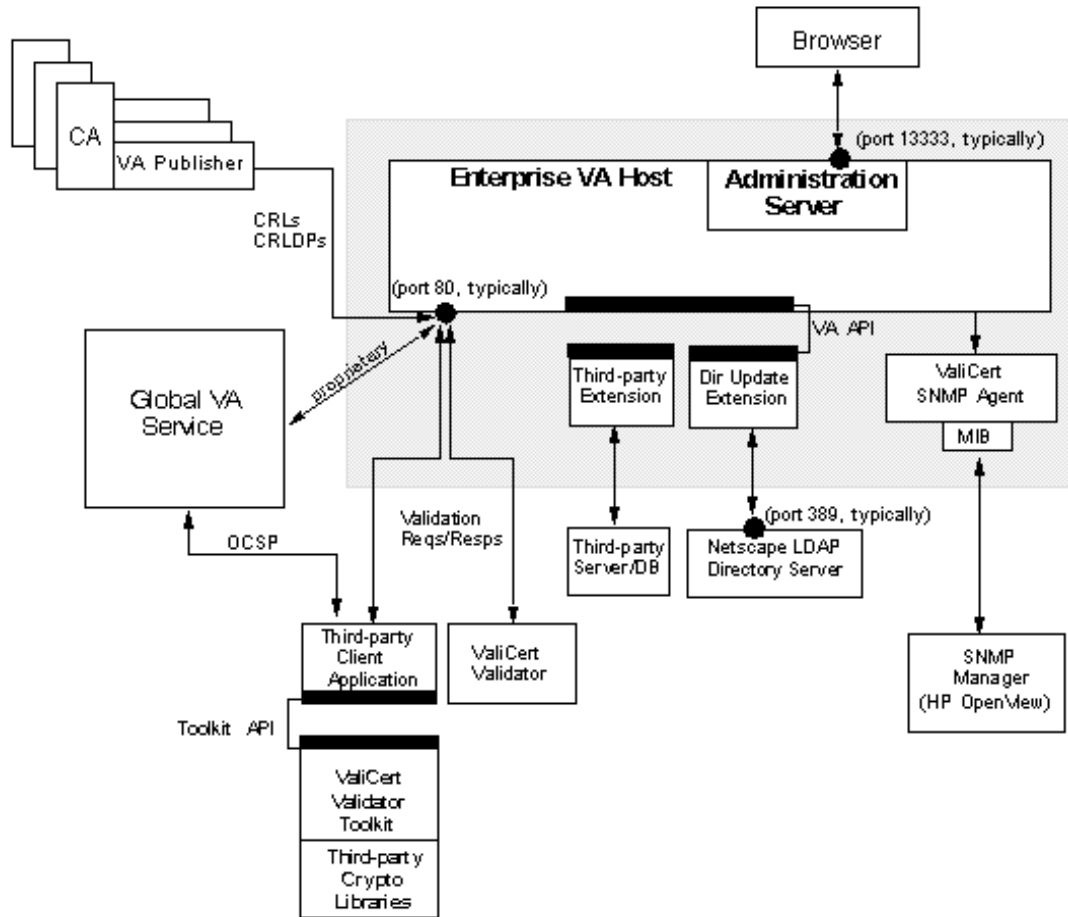 Browser
CA
VA Publisher
(port 13333, typically)
Enterprise VA Host
Administration
Server
CRLs
CRLDPs
(port 80, typically)
VA API
proprietary
Global VA
Service
Third-party
Extension
Dir Update
Extension
ValiCert
SNMP Agent
MIB
Validation
Reqs/Resps
(port 389, typically)
OCSP
Third-party
Server/DB
Netscape LDAP
Directory Server
Third-party
Client
Application
ValiCert
Validator
SNMP
Manager
(HP OpenView)
Toolkit API
ValiCert
Validator
Toolkit
Third-party
Crypto
Libraries